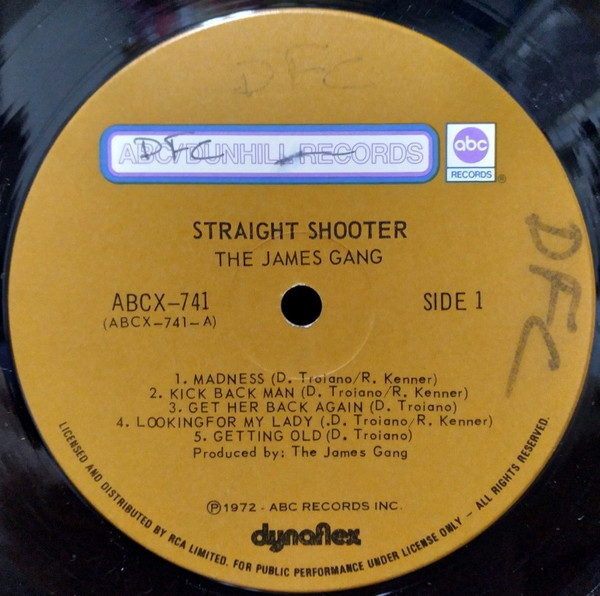 DFC
ABC/DUNHILL RECORDS
DFC
abc
RECORDS
®
STRAIGHT SHOOTER
THE JAMES GANG
DFC
ABCX-741
(ABCX-741-A)
SIDE 1
1. MADNESS (D. Troiano/R. Kenner)
2. KICK BACK MAN (D. Troiano/R. Kenner)
3. GET HER BACK AGAIN (D. Troiano)
4. LOOKINGFOR MY LADY (.D. Troiano/R. Kenner)
5. GETTING OLD (D. Troiano)
Produced by: The James Gang
℗1972 - ABC RECORDS INC.
dynaflex
LICENSED AND DISTRIBUTED BY RCA LIMITED. FOR PUBLIC PERFORMANCE UNDER LICENSE ONLY - ALL RIGHTS RESERVED.